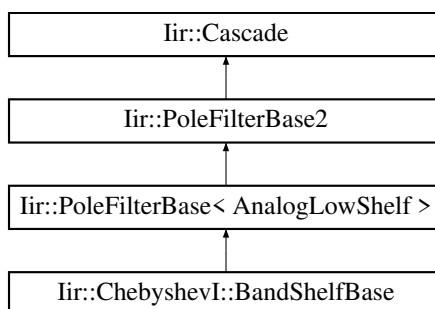 Iir::Cascade
Iir::PoleFilterBase2
Iir::PoleFilterBase< AnalogLowShelf >
Iir::ChebyshevI::BandShelfBase